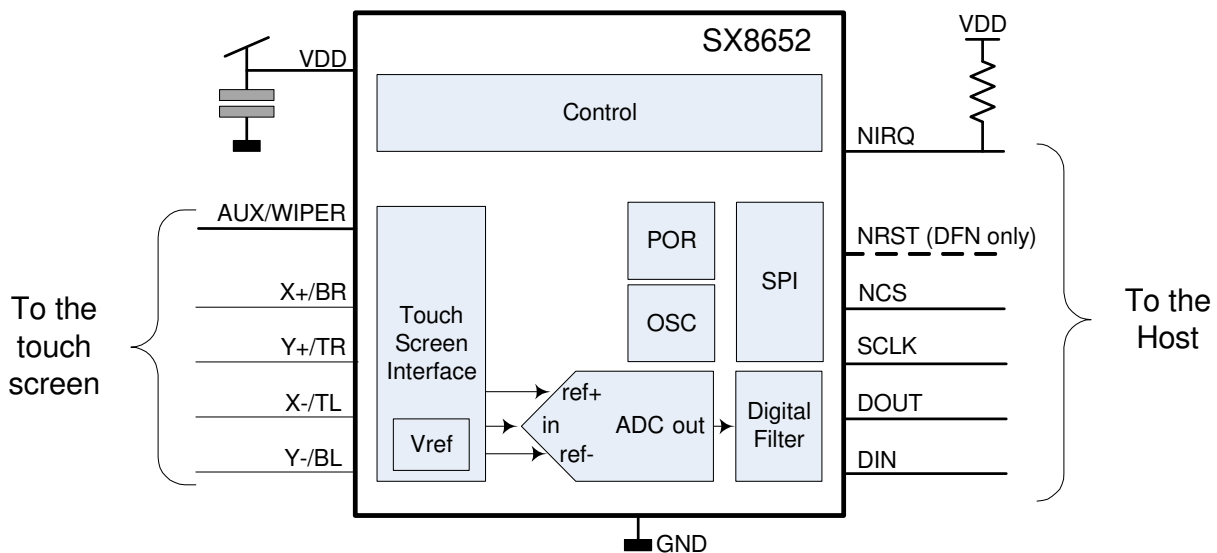 SX8652
VDD
VDD
Control
NIRQ
AUX/WIPER
NRST (DFN only)
POR
SPI
X+/BR
NCS
To the
touch
screen
Touch
Screen
Interface
OSC
To the
Host
Y+/TR
SCLK
ref+
X-/TL
in
ADC out
Digital
Filter
DOUT
Vref
ref-
Y-/BL
DIN
GND